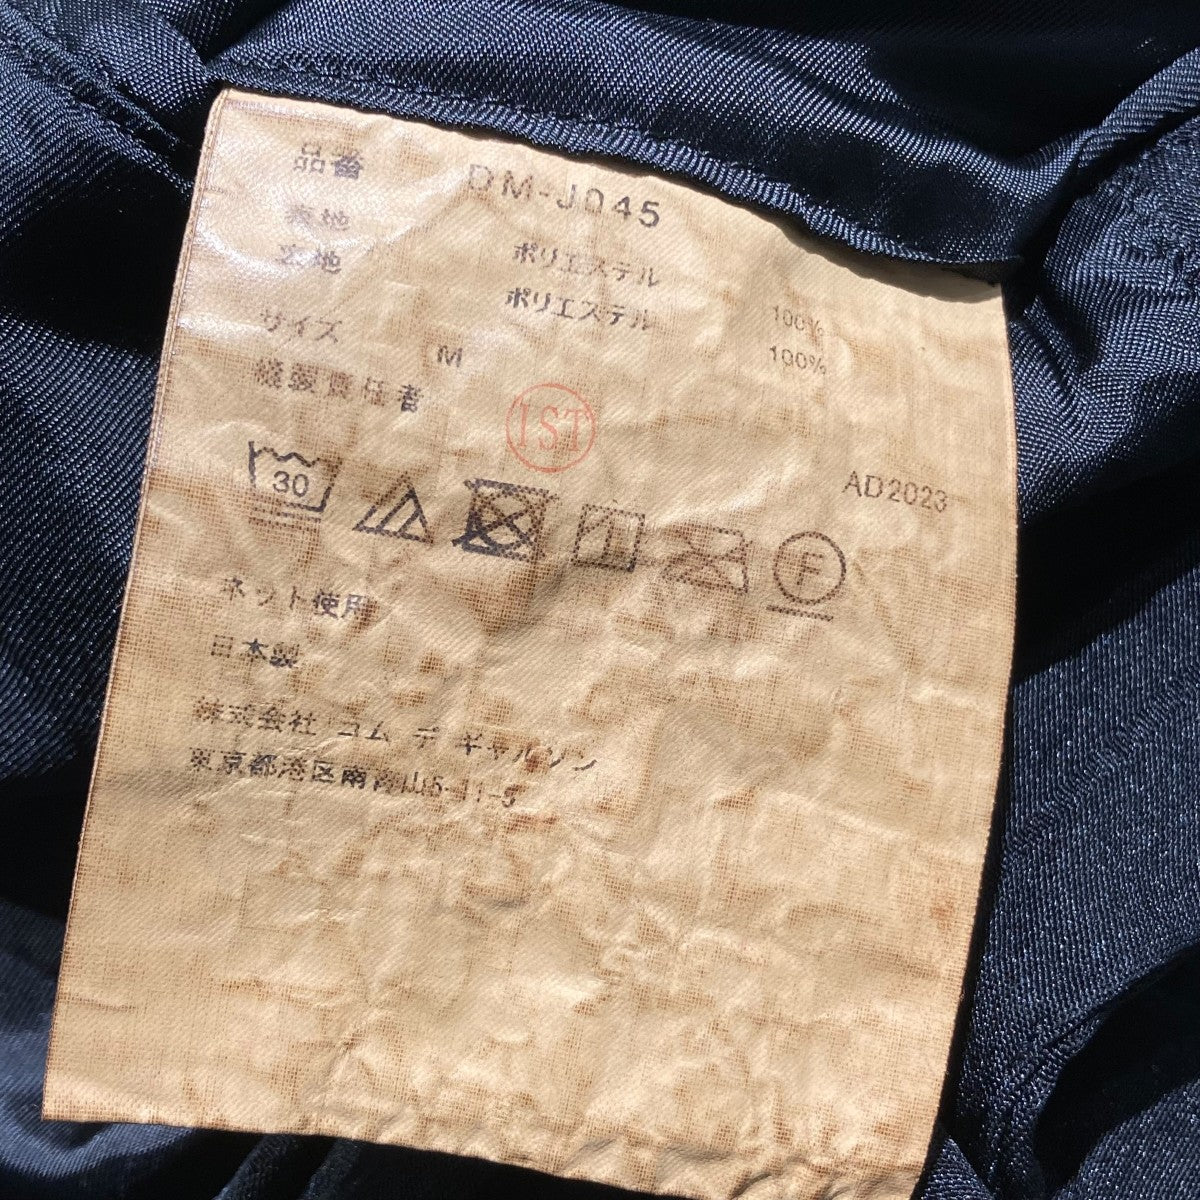 品番 DM-J045
表地 ポリエステル 100%
裏地 ポリエステル 100%
サイズ M
縫製責任者 IST
AD2023
30
F
ネット使用
日本製
株式会社 コム デ ギャルソン
東京都港区南青山5-11-5